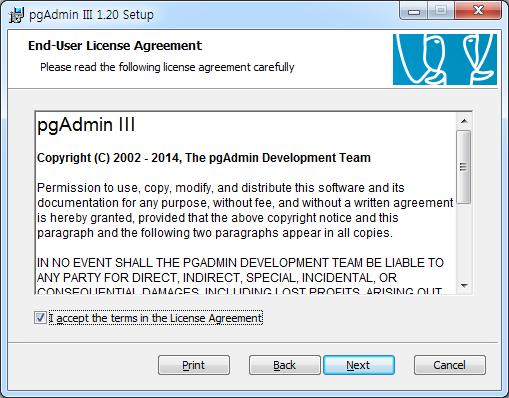 pgAdmin III 1.20 Setup
End-User License Agreement
Please read the following license agreement carefully
pgAdmin III
Copyright (C) 2002 - 2014, The pgAdmin Development Team
Permission to use, copy, modify, and distribute this software and its
documentation for any purpose, without fee, and without a written agreement
is hereby granted, provided that the above copyright notice and this
paragraph and the following two paragraphs appear in all copies.
IN NO EVENT SHALL THE PGADMIN DEVELOPMENT TEAM BE LIABLE TO
ANY PARTY FOR DIRECT, INDIRECT, SPECIAL, INCIDENTAL, OR
CONSEQUENTIAL DAMAGES, INCLUDING LOST PROFITS, ARISING OUT
I accept the terms in the License Agreement
Print
Back
Next
Cancel